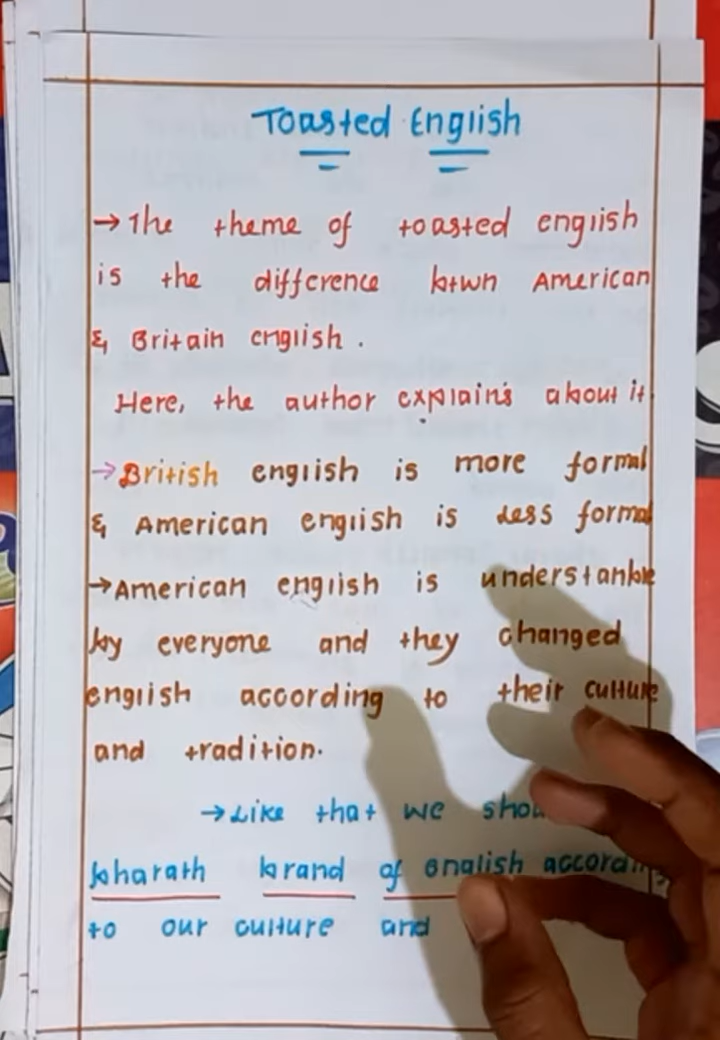 Toasted English
→ The theme of toasted english
is the difference btwn American
& Britain english.
Here, the author explains about it
→ British english is more formal
& American english is less formal
→ American english is understanble
by everyone and they changed
english according to their culture
and tradition.
→ Like that we
bharath brand of english according
to our culture and